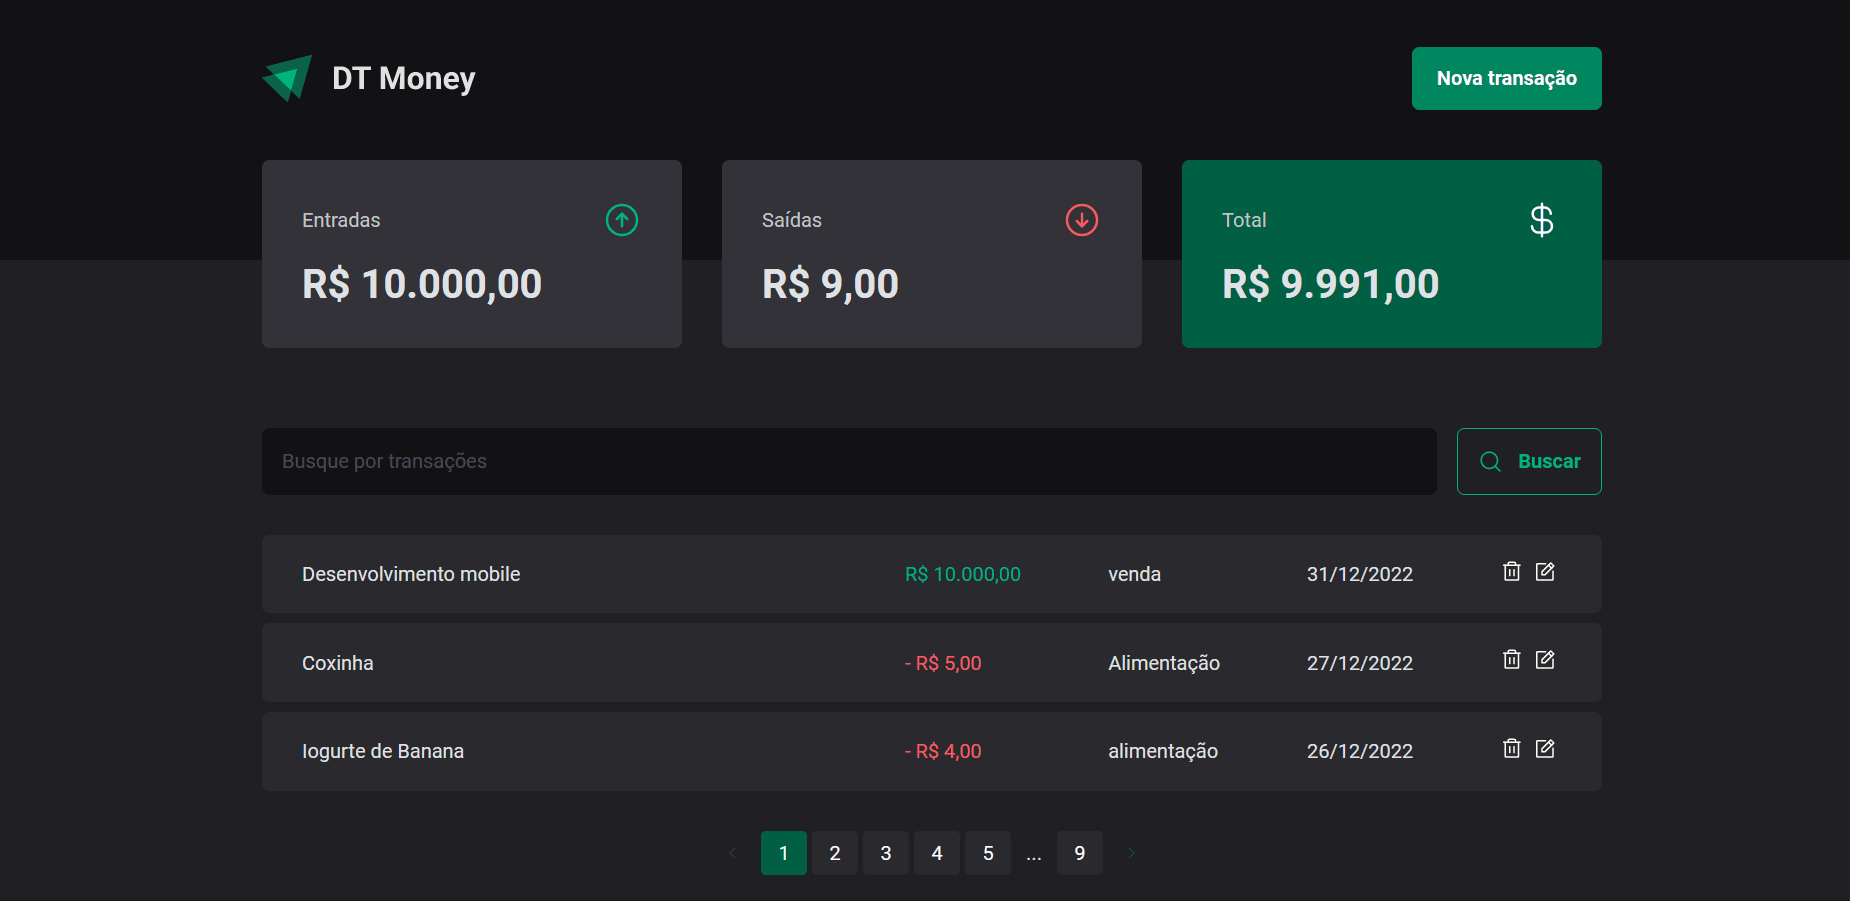 DT Money
Nova transação
Entradas
R$ 10.000,00
Saídas
R$ 9,00
Total
$
R$ 9.991,00
Busque por transações
Buscar
Desenvolvimento mobile R$ 10.000,00 venda 31/12/2022
Coxinha - R$ 5,00 Alimentação 27/12/2022
Iogurte de Banana - R$ 4,00 alimentação 26/12/2022
< 1 2 3 4 5 ... 9 >